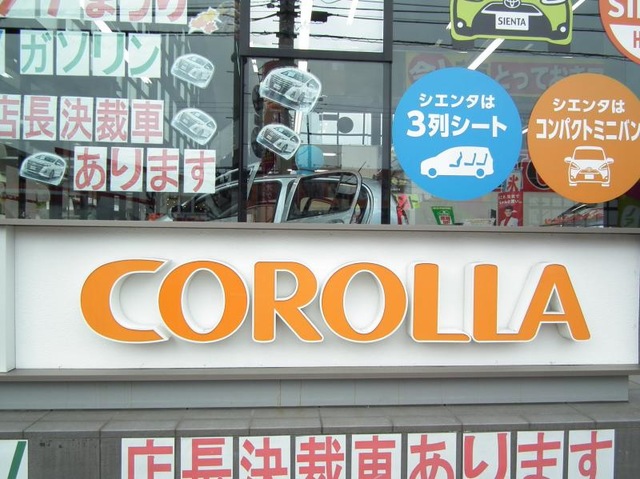 ガソリン
店長決裁車
あります
SIENTA
シエンタは
3列シート
シエンタは
コンパクトミニバン
COROLLA
店長決裁車あります